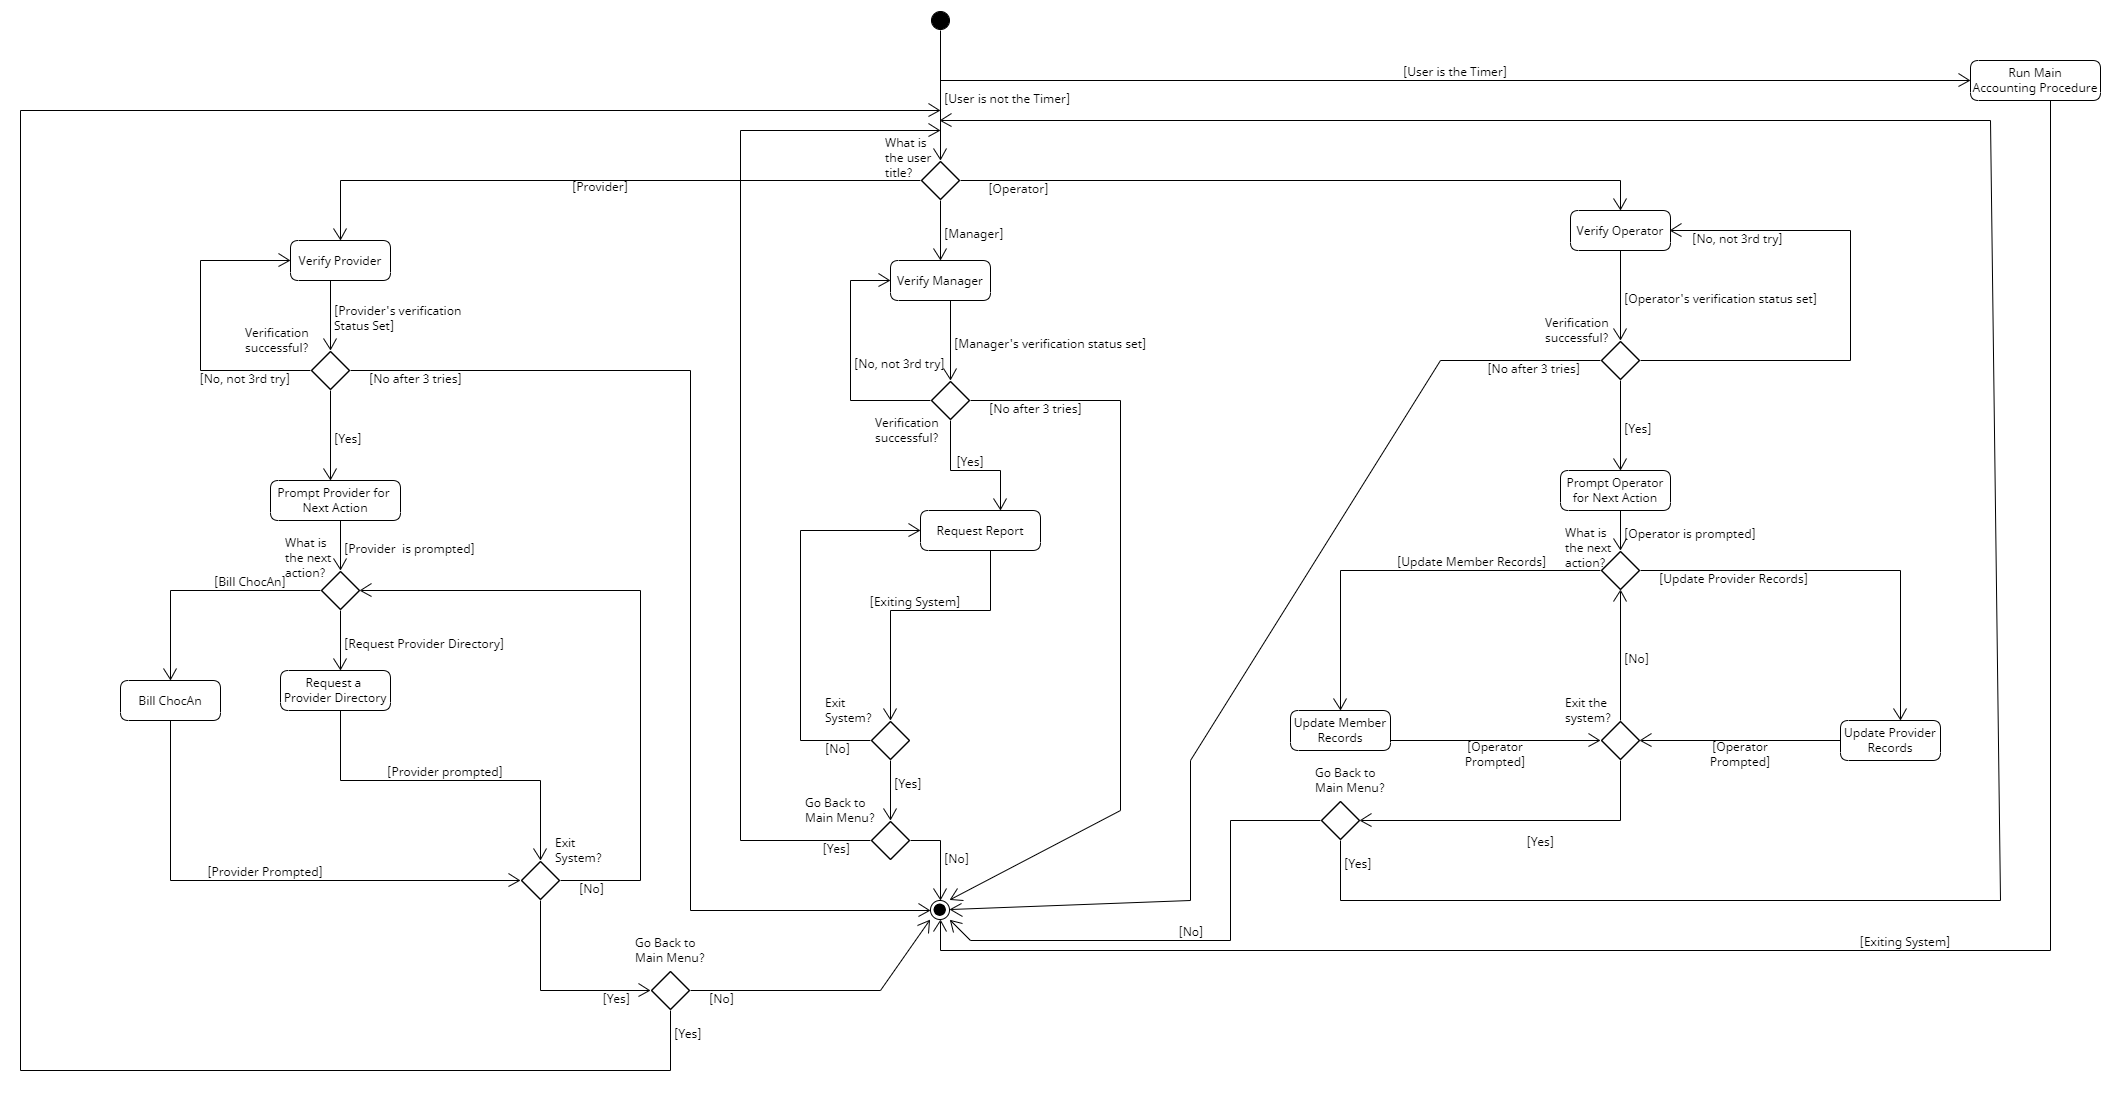 [User is the Timer]
Run Main
Accounting Procedure
[User is not the Timer]
What is
the user
title?
[Provider]
[Operator]
[Manager]
Verify Provider
Verify Manager
Verify Operator
[No, not 3rd try]
[Provider's verification
Status Set]
[Operator's verification status set]
Verification
successful?
[Manager's verification status set]
Verification
successful?
[No, not 3rd try]
[No, not 3rd try]
[No after 3 tries]
[No after 3 tries]
[No after 3 tries]
Verification
successful?
[Yes]
[Yes]
[Yes]
Prompt Provider for
Next Action
Request Report
Prompt Operator
for Next Action
What is
the next
action?
[Provider  is prompted]
What is
the next
action?
[Operator is prompted]
[Bill ChocAn]
[Update Member Records]
[Update Provider Records]
[Exiting System]
[Request Provider Directory]
[No]
Bill ChocAn
Request a
Provider Directory
Exit
System?
[No]
Exit the
system?
Update Member
Records
[Operator
Prompted]
[Operator
Prompted]
Update Provider
Records
[Provider prompted]
[Yes]
Go Back to
Main Menu?
Go Back to
Main Menu?
[Yes]
[No]
[Yes]
[Yes]
Exit
System?
[Provider Prompted]
[No]
[No]
[Exiting System]
Go Back to
Main Menu?
[Yes]
[No]
[Yes]